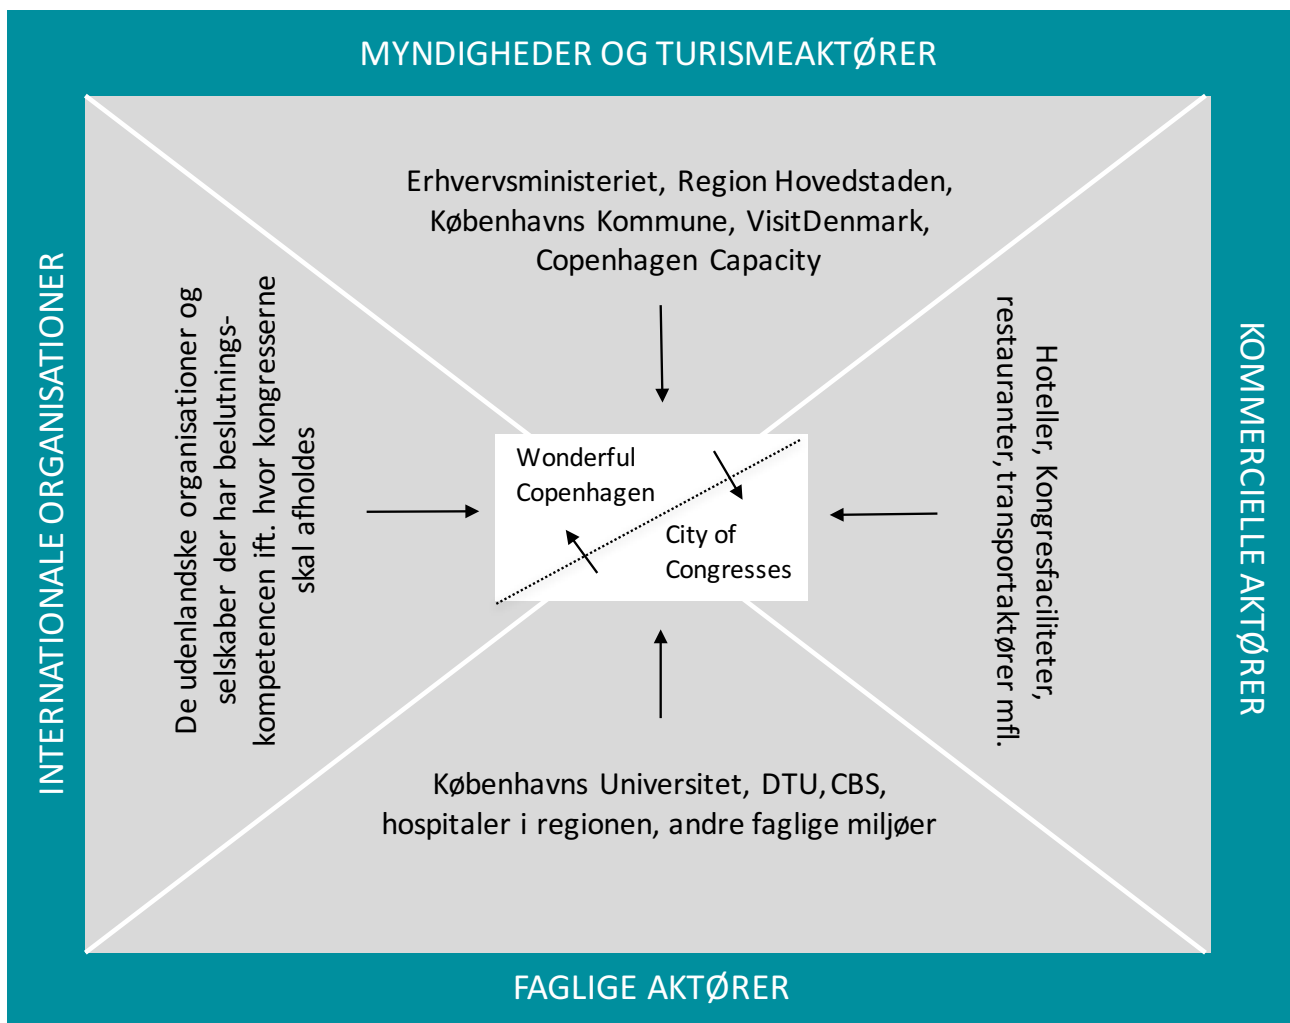 MYNDIGHEDER OG TURISMEAKTØRER
Erhvervsministeriet, Region Hovedstaden,
Københavns Kommune, VisitDenmark,
Copenhagen Capacity
INTERNATIONALE ORGANISATIONER
De udenlandske organisationer og
selskaber der har beslutnings-
kompetencen ift. hvor kongresserne
skal afholdes
Wonderful
Copenhagen
City of
Congresses
Hoteller, Kongresfaciliteter,
restauranter, transportaktører mfl.
KOMMERCIELLE AKTØRER
Københavns Universitet, DTU, CBS,
hospitaler i regionen, andre faglige miljøer
FAGLIGE AKTØRER